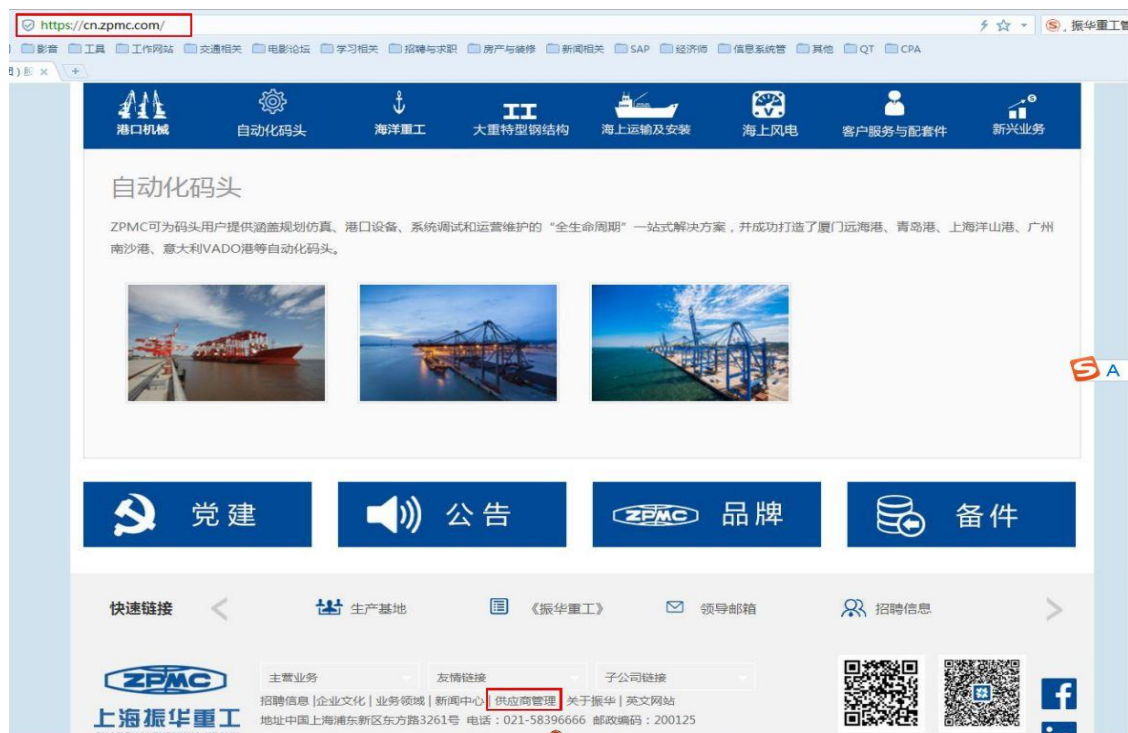 https://cn.zpmc.com/
振华重工管
影音 工具 工作网站 交通相关 电影论坛 学习相关 招聘与求职 房产与装修 新闻相关 SAP 经济师 信息系统管 其他 QT CPA
港口机械 自动化码头 海洋重工 大重特型钢结构 海上运输及安装 海上风电 客户服务与配套件 新兴业务
自动化码头
ZPMC可为码头用户提供涵盖规划仿真、港口设备、系统调试和运营维护的“全生命周期”一站式解决方案，并成功打造了厦门远海港、青岛港、上海洋山港、广州
南沙港、意大利VADO港等自动化码头。
A
党建 公告 ZPMC 品牌 备件
快速链接 生产基地 《振华重工》 领导邮箱 招聘信息
ZPMC
上海振华重工
主营业务 友情链接 子公司链接
招聘信息 |企业文化 | 业务领域 | 新闻中心 | 供应商管理 | 关于振华 | 英文网站
地址中国上海浦东新区东方路3261号 电话：021-58396666 邮政编码：200125